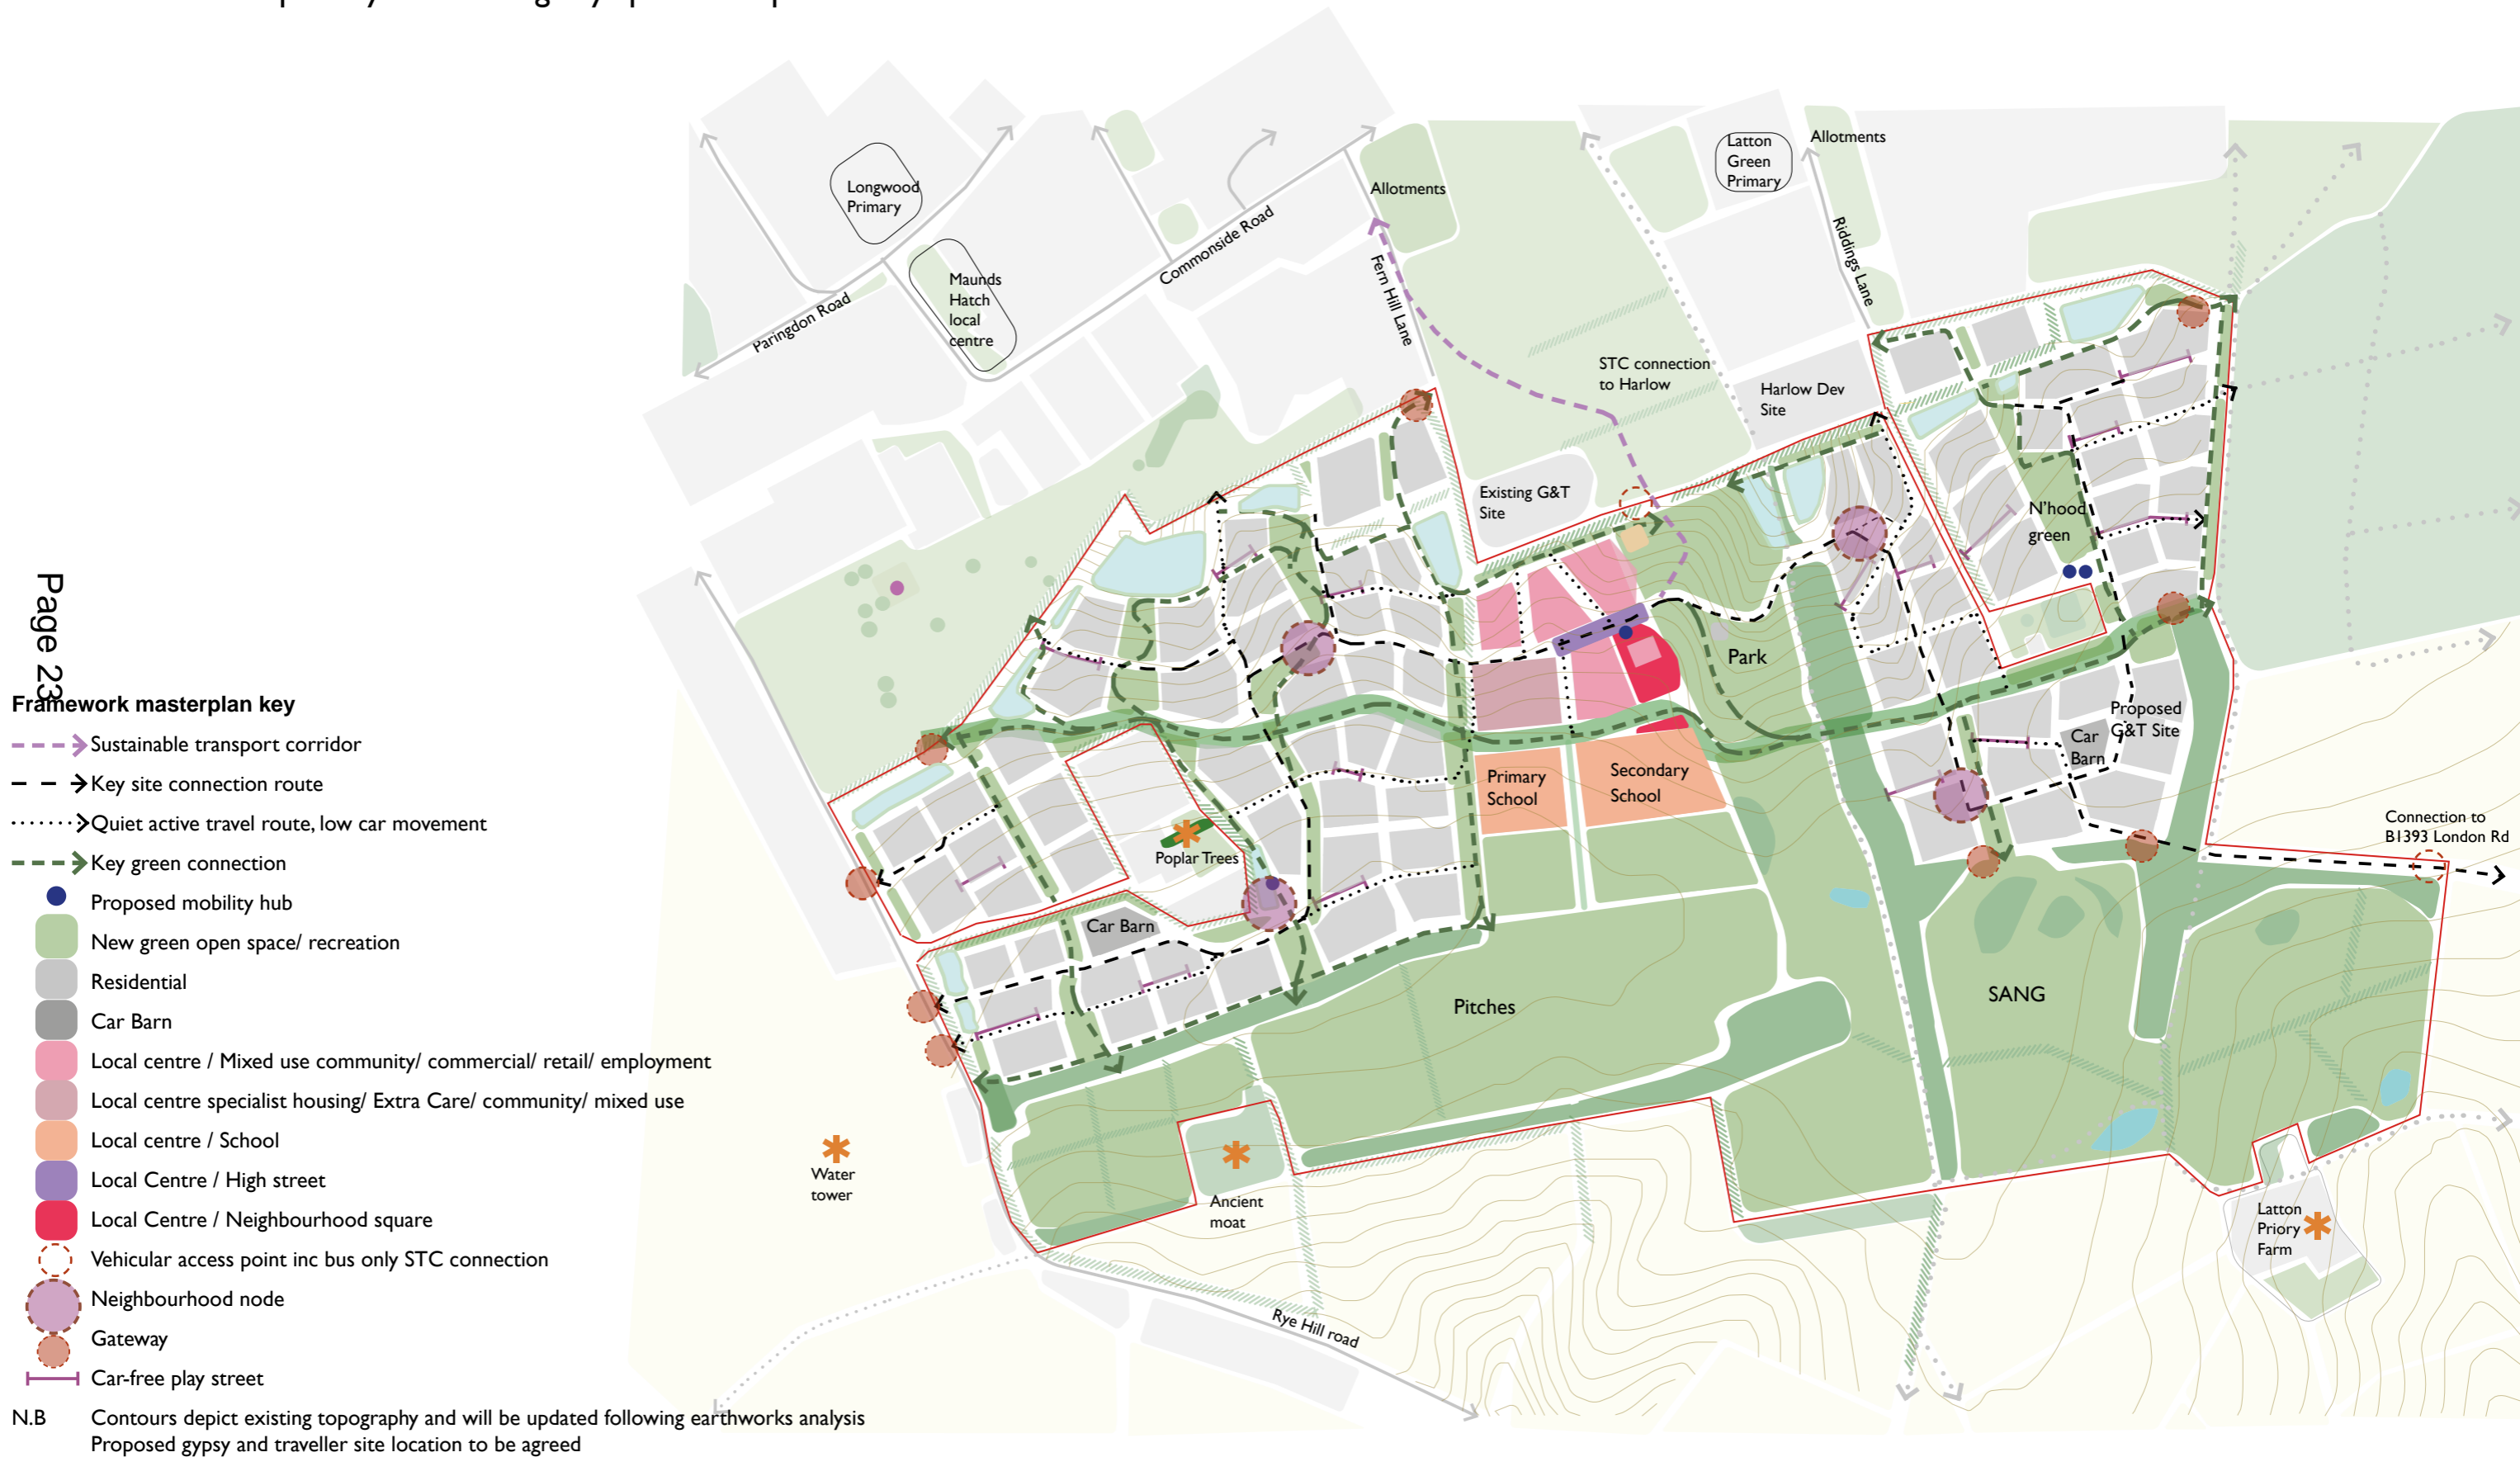 Page 23
Framework masterplan key
Sustainable transport corridor
Key site connection route
Quiet active travel route, low car movement
Key green connection
Proposed mobility hub
New green open space/ recreation
Residential
Car Barn
Local centre / Mixed use community/ commercial/ retail/ employment
Local centre specialist housing/ Extra Care/ community/ mixed use
Local centre / School
Local Centre / High street
Local Centre / Neighbourhood square
Vehicular access point inc bus only STC connection
Neighbourhood node
Gateway
Car-free play street
N.B
Contours depict existing topography and will be updated following earthworks analysis
Proposed gypsy and traveller site location to be agreed
Longwood
Primary
Maunds
Hatch
local
centre
Paringdon Road
Commonside Road
Allotments
Fern Hill Lane
Latton
Green
Primary
Allotments
Riddings Lane
STC connection
to Harlow
Harlow Dev
Site
Existing G&T
Site
N'hood
green
Park
Proposed
G&T Site
Car
Barn
Primary
School
Secondary
School
Connection to
B1393 London Rd
Poplar Trees
Car Barn
Pitches
SANG
Water
tower
Ancient
moat
Latton
Priory
Farm
Rye Hill road